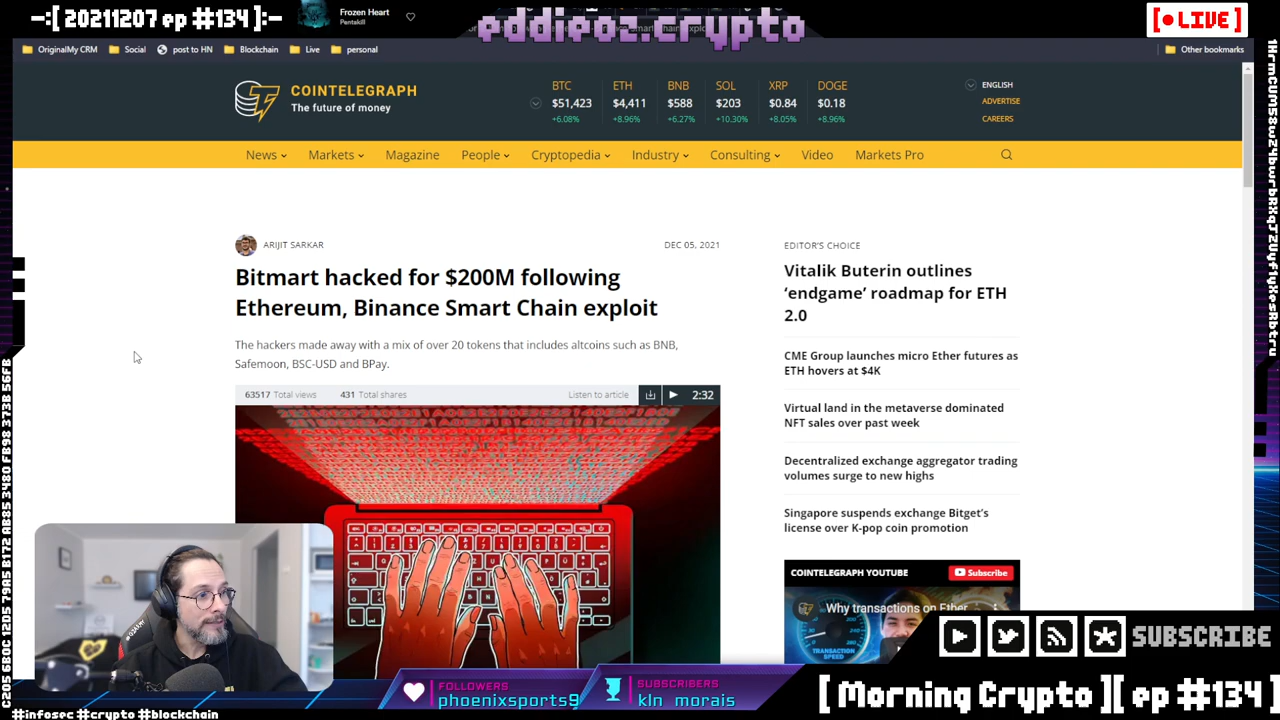 -:[ 20211207 ep #134 ]:-
Frozen Heart
Pentakill
eddieoz.crypto
[● LIVE]
OriginalMy CRM
Social
post to HN
Blockchain
Live
personal
Other bookmarks
COINTELEGRAPH
The future of money
BTC
$51,423
+6.08%
ETH
$4,411
+8.96%
BNB
$588
+6.27%
SOL
$203
+10.30%
XRP
$0.84
+8.05%
DOGE
$0.18
+8.96%
ENGLISH
ADVERTISE
CAREERS
News
Markets
Magazine
People
Cryptopedia
Industry
Consulting
Video
Markets Pro
ARIJIT SARKAR
DEC 05, 2021
Bitmart hacked for $200M following
Ethereum, Binance Smart Chain exploit
The hackers made away with a mix of over 20 tokens that includes altcoins such as BNB,
Safemoon, BSC-USD and BPay.
63517 Total views
431 Total shares
Listen to article
2:32
EDITOR'S CHOICE
Vitalik Buterin outlines
‘endgame’ roadmap for ETH
2.0
CME Group launches micro Ether futures as
ETH hovers at $4K
Virtual land in the metaverse dominated
NFT sales over past week
Decentralized exchange aggregator trading
volumes surge to new highs
Singapore suspends exchange Bitget's
license over K-pop coin promotion
COINTELEGRAPH YOUTUBE
Subscribe
Why transactions on Ether
TRANSACTION
SPEED
SUBSCRIBE
FOLLOWERS
phoenixsports9
SUBSCRIBERS
kln_morais
[ Morning Crypto ][ ep #134 ]
#infosec #crypto #blockchain